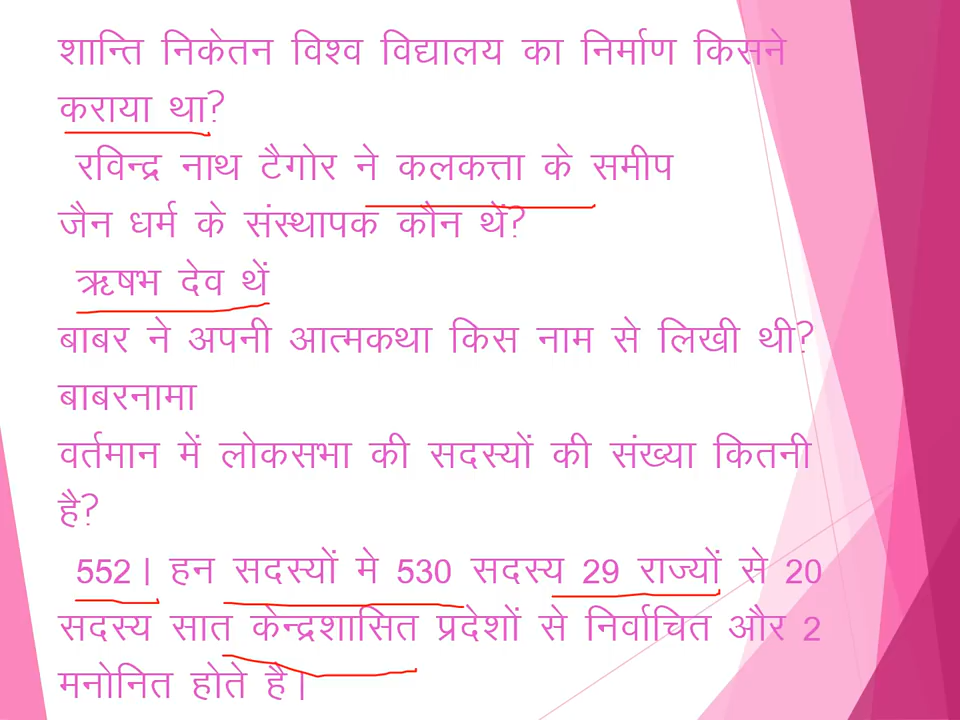 शान्ति निकेतन विश्व विद्यालय का निर्माण किसने
कराया था?
रविन्द्र नाथ टैगोर ने कलकत्ता के समीप
जैन धर्म के संस्थापक कौन थें?
ऋषभ देव थें
बाबर ने अपनी आत्मकथा किस नाम से लिखी थी?
बाबरनामा
वर्तमान में लोकसभा की सदस्यों की संख्या कितनी
है?
552। हन सदस्यों मे 530 सदस्य 29 राज्यों से 20
सदस्य सात केन्द्रशासित प्रदेशों से निर्वाचित और 2
मनोनित होते है।